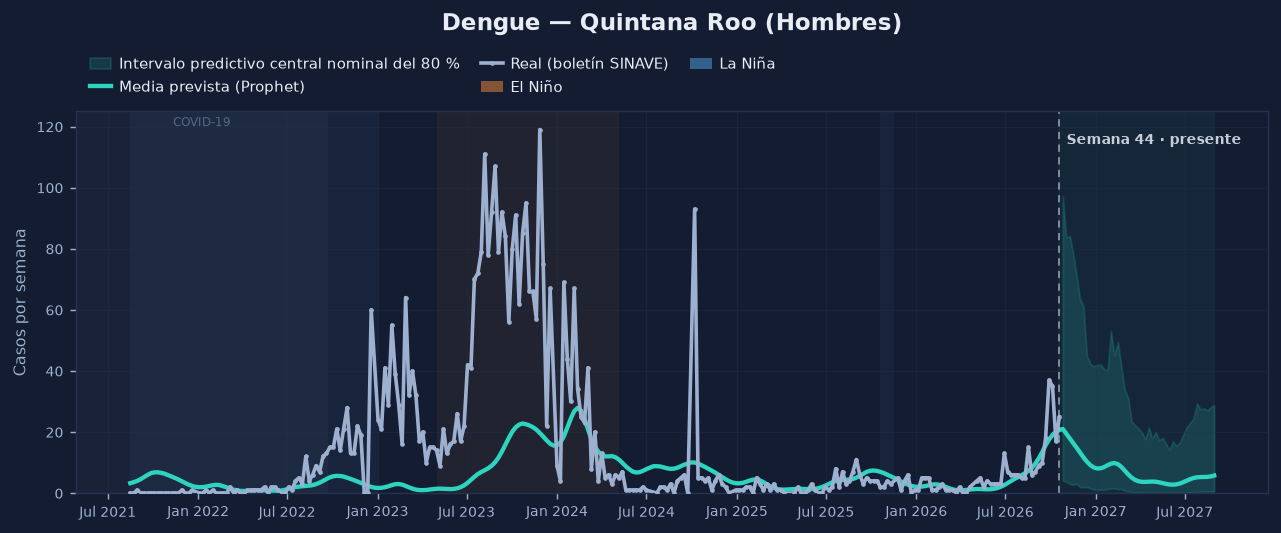 Dengue — Quintana Roo (Hombres)
Intervalo predictivo central nominal del 80 %
Real (boletín SINAVE)
La Niña
Media prevista (Prophet)
El Niño
COVID-19
Semana 44 · presente
Casos por semana
120
100
80
60
40
20
0
Jul 2021
Jan 2022
Jul 2022
Jan 2023
Jul 2023
Jan 2024
Jul 2024
Jan 2025
Jul 2025
Jan 2026
Jul 2026
Jan 2027
Jul 2027